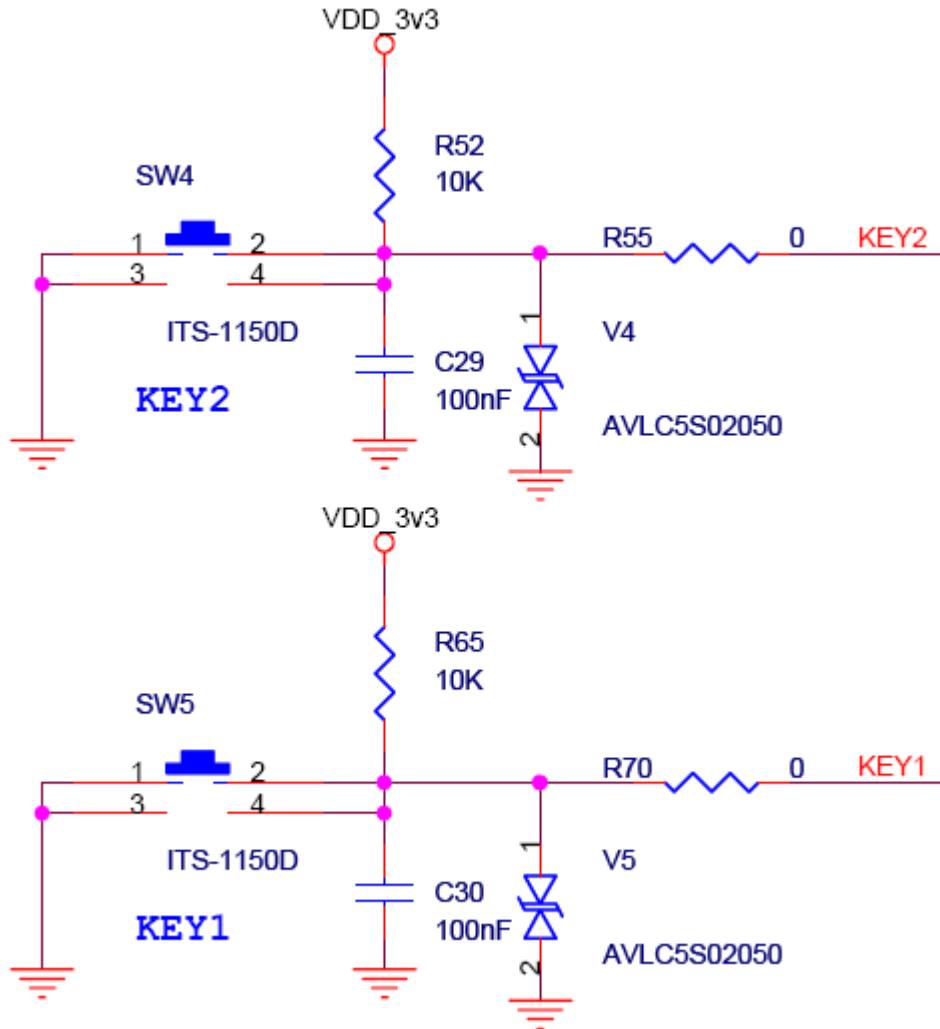 VDD_3v3
R52
10K
SW4
1
2
R55
0
KEY2
3
4
ITS-1150D
1
V4
C29
100nF
KEY2
AVLC5S02050
2
VDD_3v3
R65
10K
SW5
1
2
R70
0
KEY1
3
4
ITS-1150D
1
V5
C30
100nF
KEY1
AVLC5S02050
2